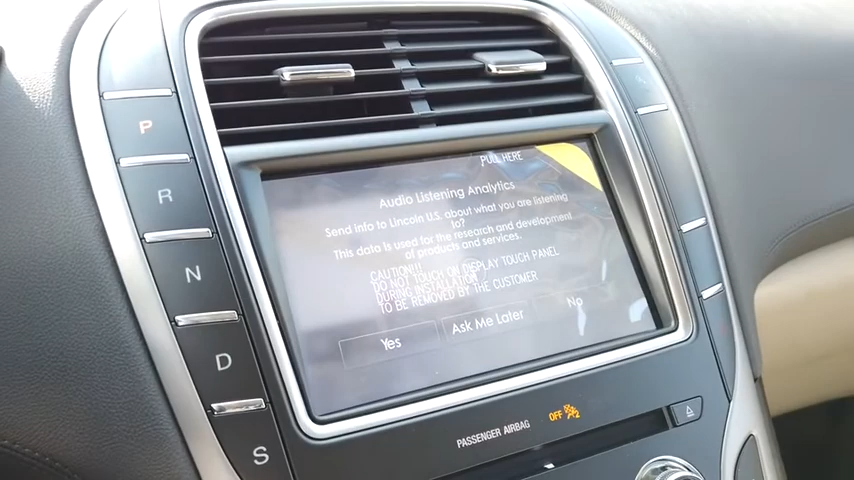 PULL HERE
Audio Listening Analytics
Send info to Lincoln U.S. about what you are listening
to?
This data is used for the research and development
of products and services.
CAUTION!!!
DO NOT TOUCH ON DISPLAY TOUCH PANEL
DURING INSTALLATION
TO BE REMOVED BY THE CUSTOMER
Yes
Ask Me Later
No
P
R
N
D
S
PASSENGER AIRBAG
OFF
2